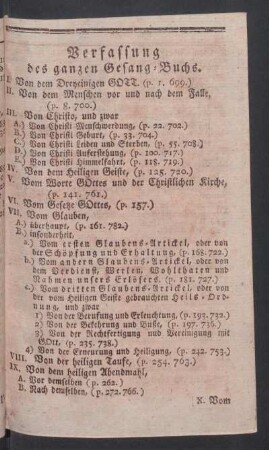 Verfassung
des ganzen Gesang-Buchs.
I. Von dem Dreyeinigen GOTT. (p. 1. 699.)
II. Von dem Menschen vor und nach dem Falle,
(p. 8. 700.)
III. Von Christo, und zwar
A.) Von Christi Menschwerdung, (p. 22. 702.)
B.) Von Christi Geburt, (p. 31. 704.)
C.) Von Christi Leiden und Sterben, (p. 55. 708.)
D.) Von Christi Auferstehung, (p. 100. 717.)
E.) Von Christi Himmelfahrt, (p. 118. 719.)
IV. Von dem Heiligen Geiste, (p. 125. 720.)
V. Vom Worte GOttes und der Christlichen Kirche,
(p. 141. 761.)
VI. Vom Gesetze GOttes, (p. 157.)
VII. Vom Glauben,
A.) überhaupt, (p. 161. 782.)
B.) insonderheit.
a.) Vom ersten Glaubens-Artickel, oder von
der Schöpfung und Erhaltung, (p. 168. 722.)
b.) Vom andern Glaubens-Artickel, oder von
dem Verdienst, Werken, Wohlthaten und
Nahmen unsers Erlösers. (p. 181. 727.)
c.) Vom dritten Glaubens-Artickel, oder der
von dem Heiligen Geiste gebrauchten Heils-Ord-
nung, und zwar
1) Von der Berufung und Erleuchtung, (p. 193. 732.)
2) Von der Bekehrung und Busse, (p. 197. 736.)
3) Von der Rechtfertigung und Vereinigung mit
GOtt, (p. 235. 738.)
4) Von der Erneurung und Heiligung, (p. 242. 753.)
VIII. Von der heiligen Taufe, (p. 254. 763.)
IX. Von dem heiligen Abendmahl,
A. Vor demselben (p. 262.)
B. Nach demselben, (p. 272. 766.)
X. Vom